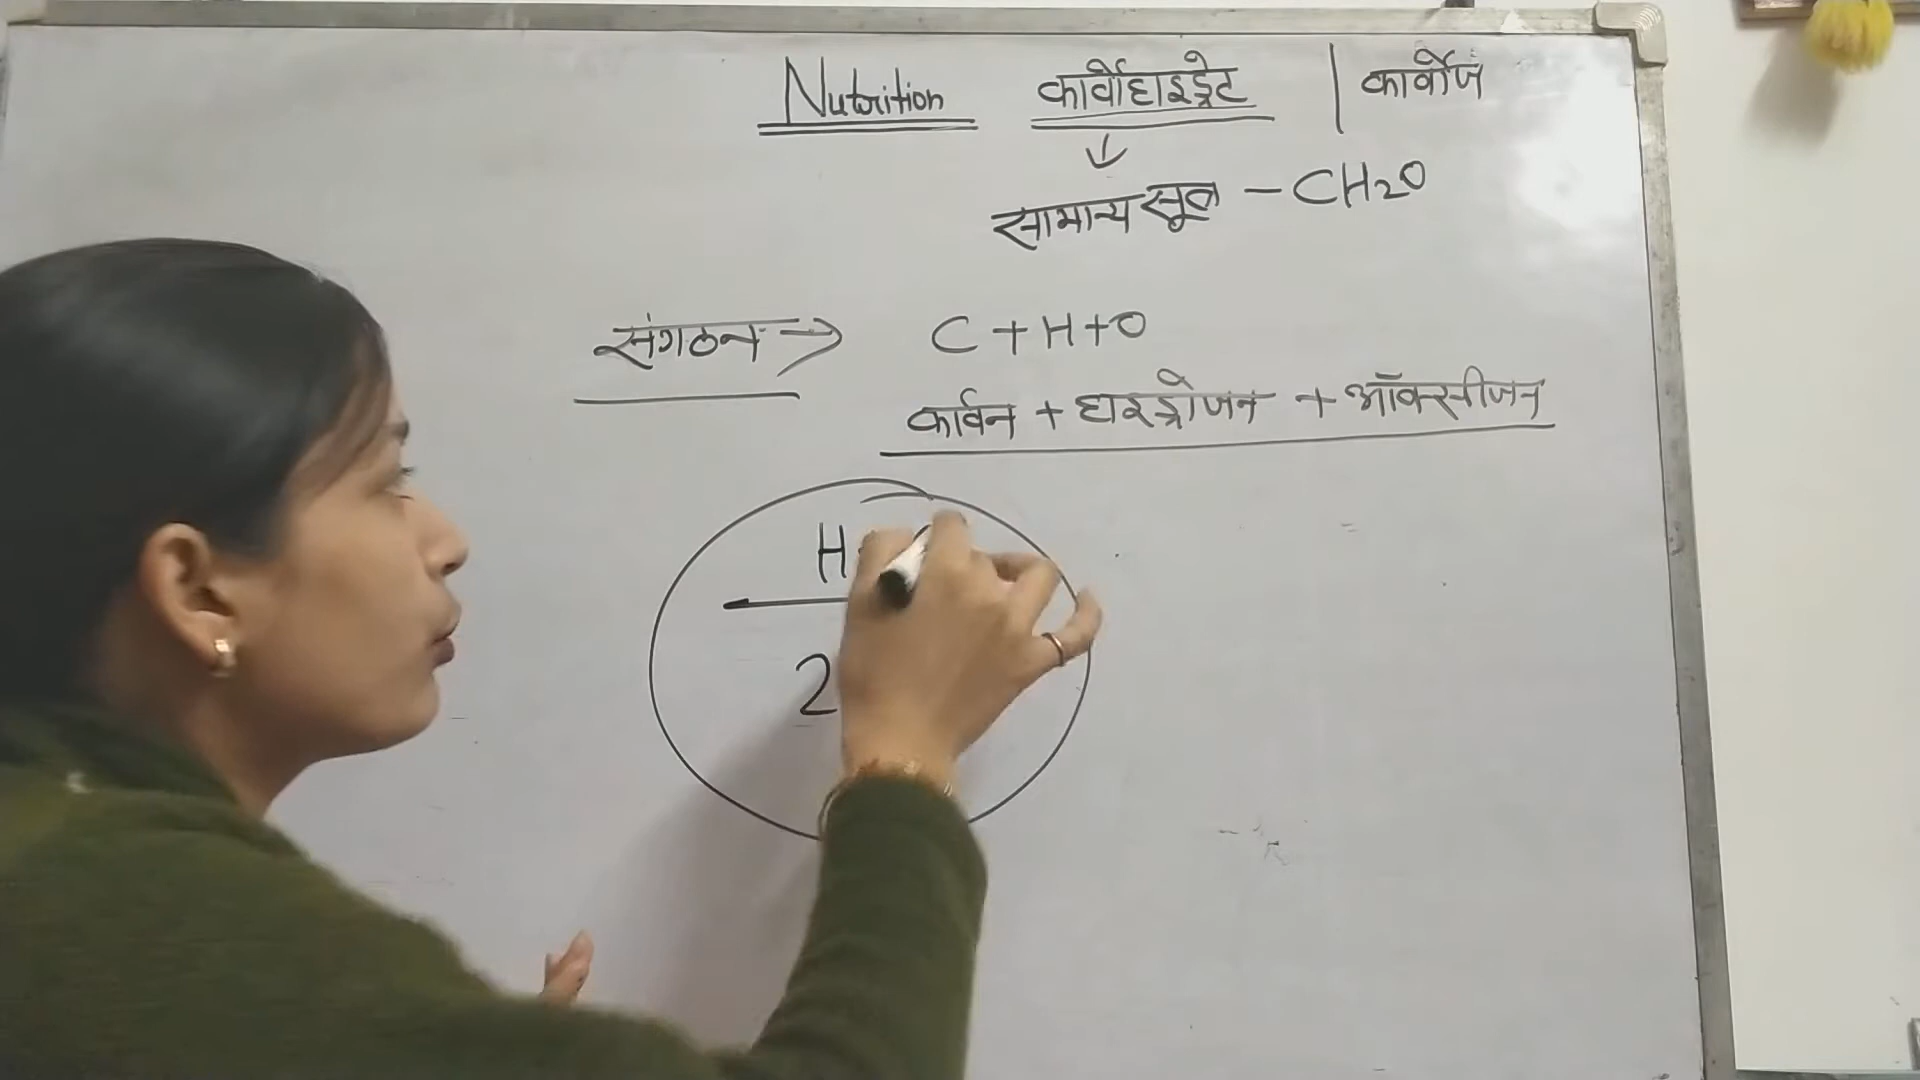 Nutrition कार्बोहाइड्रेट | कार्बोज
↓
सामान्य सूत्र - CH2O
संगठन → C + H + O
कार्बन + हाइड्रोजन + ऑक्सीजन
H
2